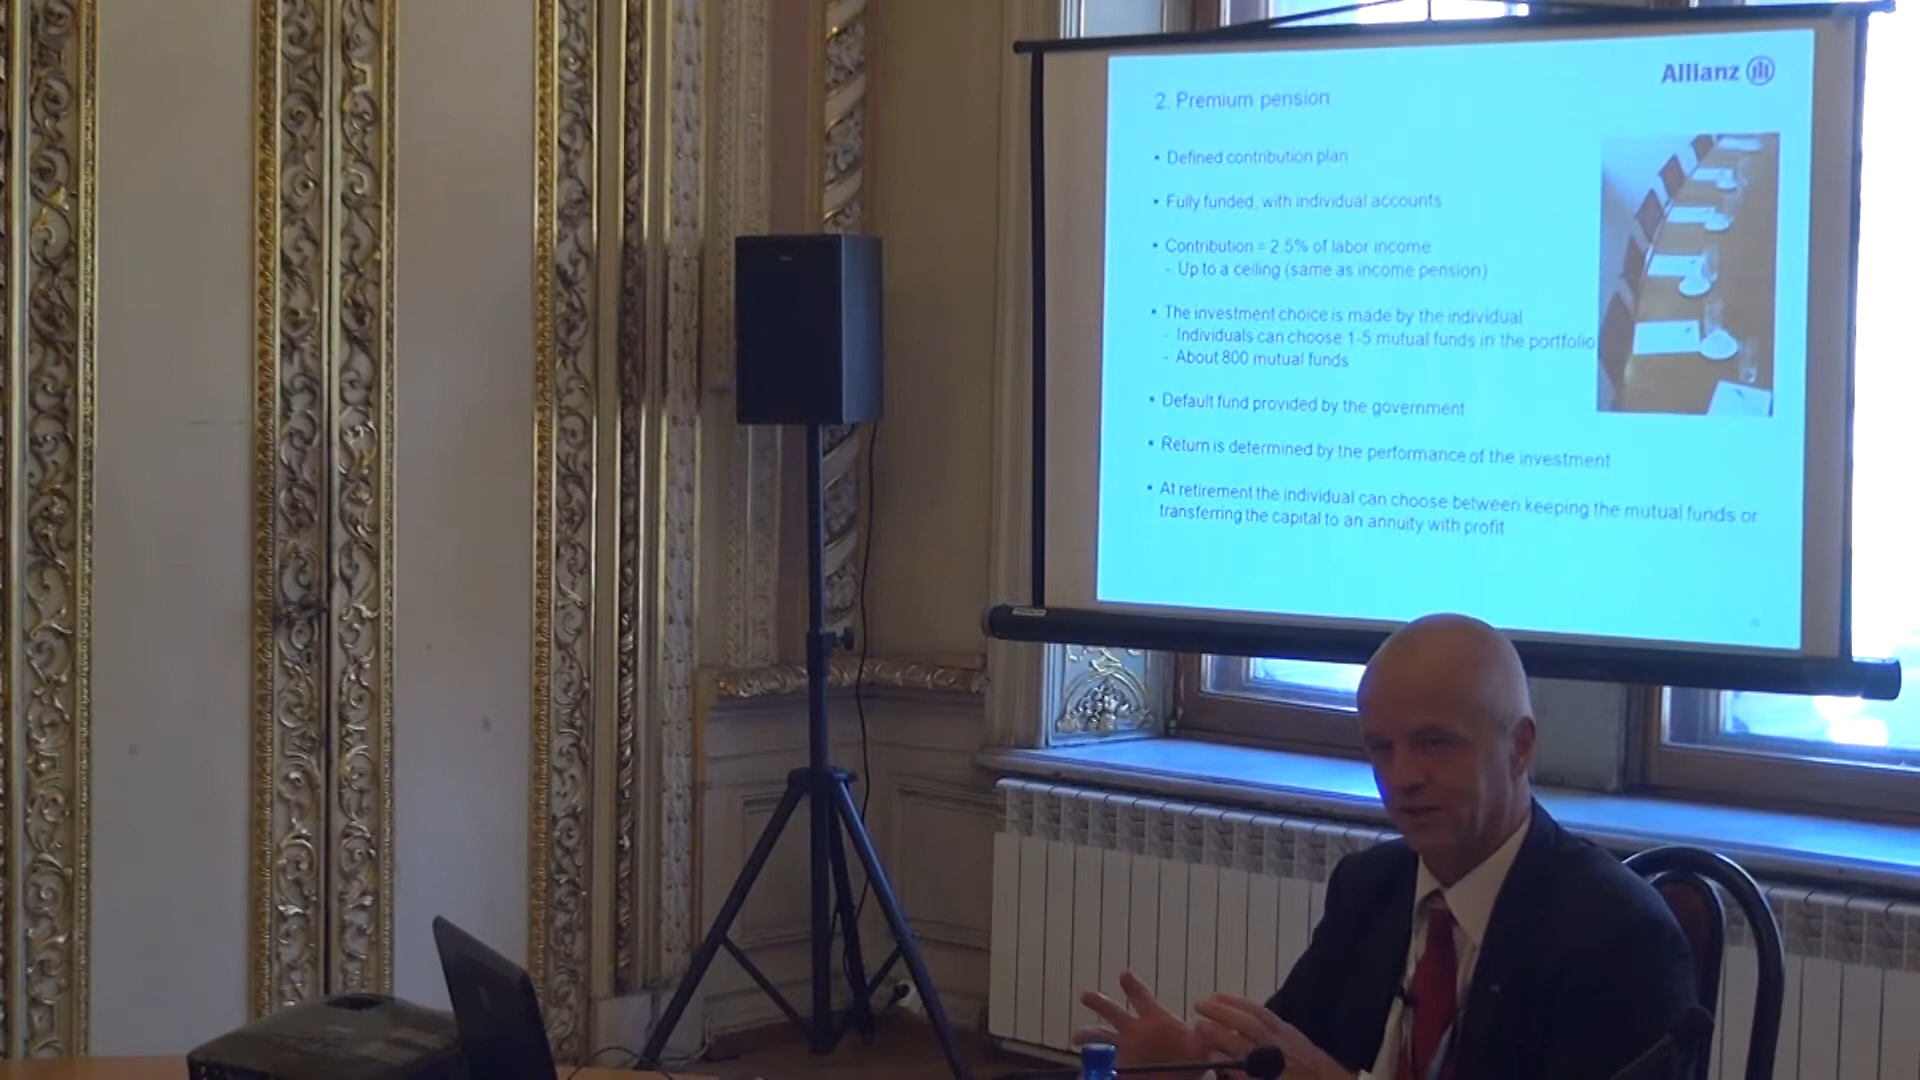 Allianz
2. Premium pension
• Defined contribution plan
• Fully funded, with individual accounts
• Contribution = 2.5% of labor income
- Up to a ceiling (same as income pension)
• The investment choice is made by the individual
- Individuals can choose 1-5 mutual funds in the portfolio
- About 800 mutual funds
• Default fund provided by the government
• Return is determined by the performance of the investment
• At retirement the individual can choose between keeping the mutual funds or
transferring the capital to an annuity with profit